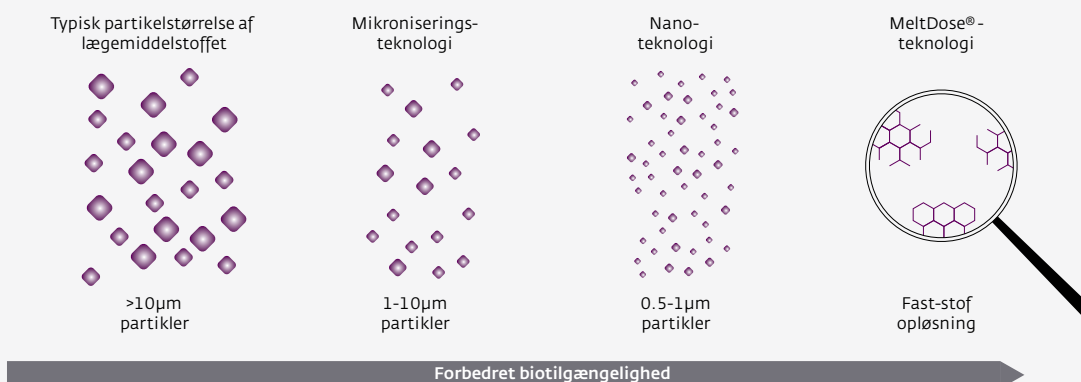 Typisk partikelstørrelse af
lægemiddelstoffet
>10µm
partikler
Mikroniserings-
teknologi
1-10µm
partikler
Nano-
teknologi
0.5-1µm
partikler
MeltDose® -
teknologi
Fast-stof
opløsning
Forbedret biotilgængelighed